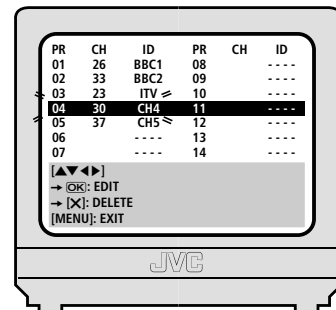 PR CH ID PR CH ID
01 26 BBC1 08 - - - -
02 33 BBC2 09 - - - -
03 23 ITV 10 - - - -
04 30 CH4 11 - - - -
05 37 CH5 12 - - - -
06 - - - - 13 - - - -
07 - - - - 14 - - - -
[▲▼◄►]
→ OK: EDIT
→ [X]: DELETE
[MENU]: EXIT
JVC